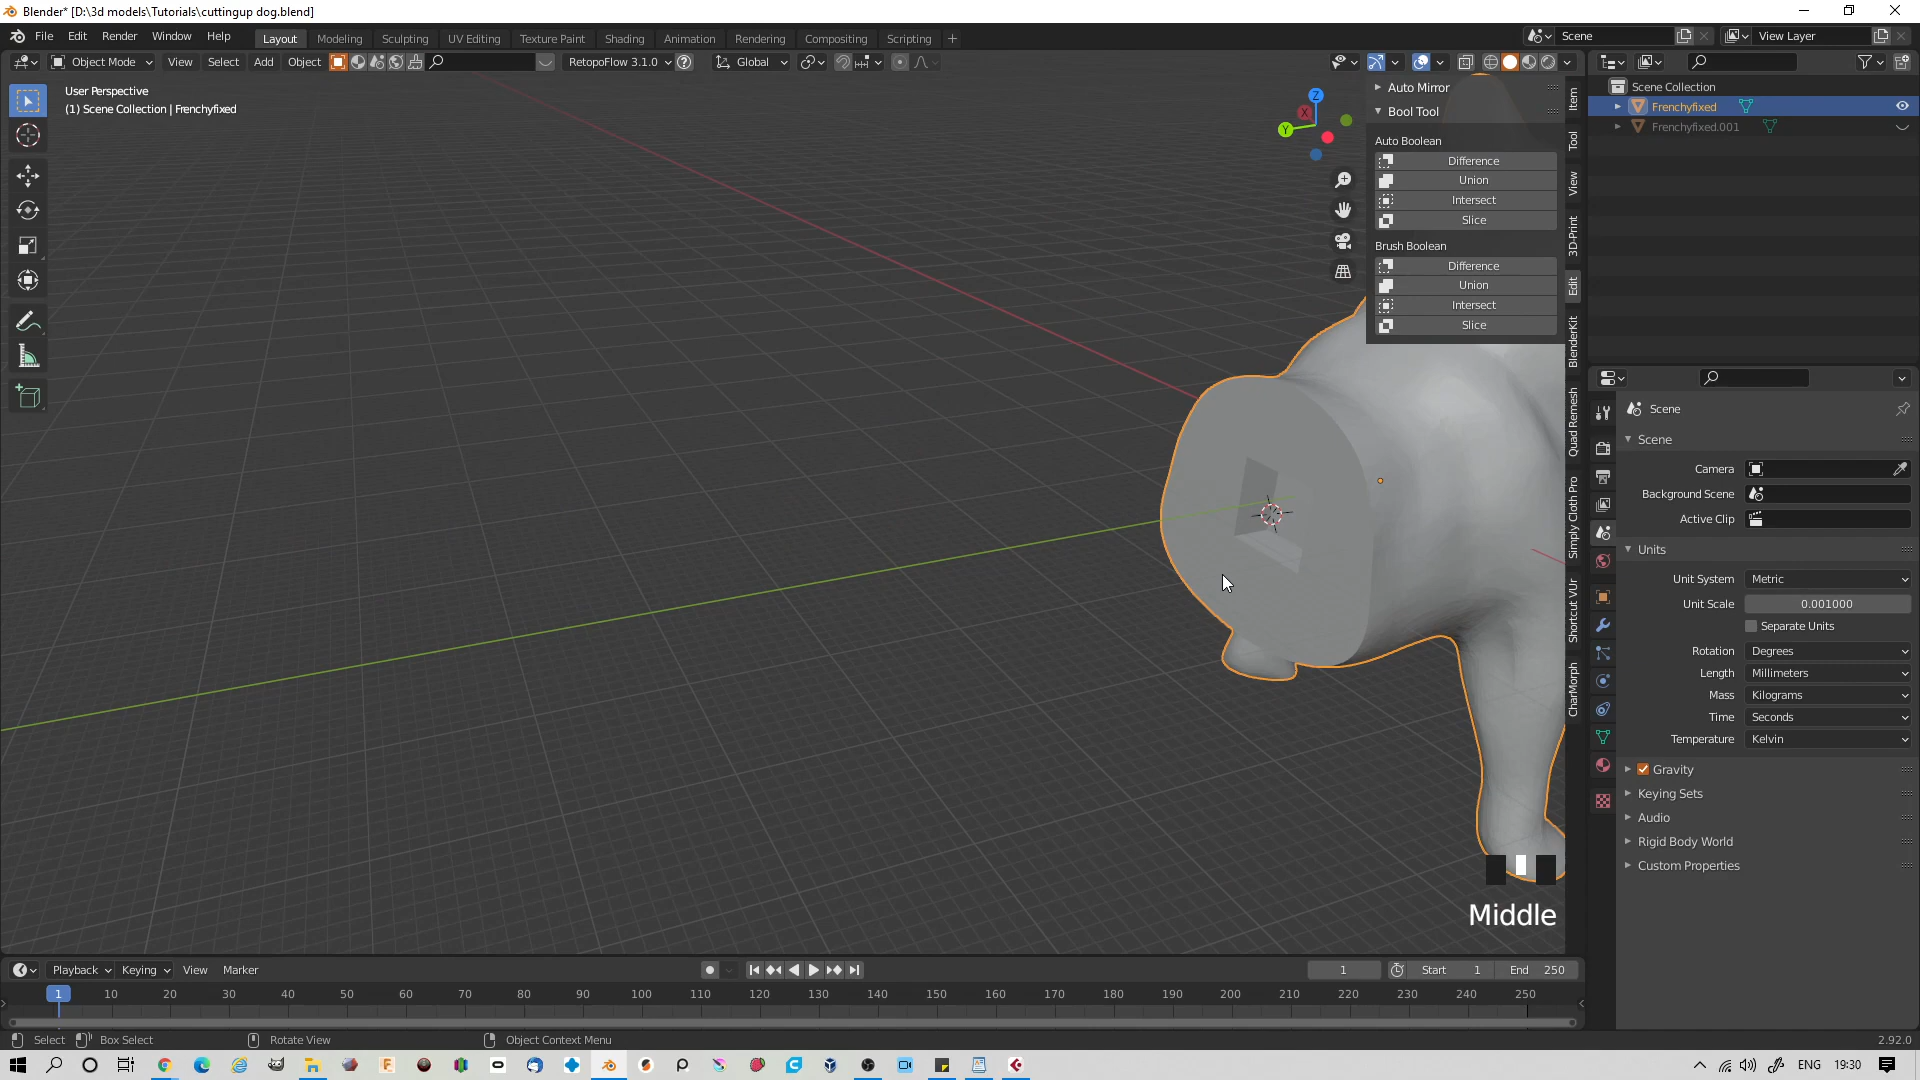 Blender* [D:\3d models\Tutorials\cuttingup dog.blend]
File Edit Render Window Help Layout Modeling Sculpting UV Editing Texture Paint Shading Animation Rendering Compositing Scripting Scene View Layer
Object Mode View Select Add Object RetopoFlow 3.1.0 Global
User Perspective
(1) Scene Collection | Frenchyfixed
Z
X
Y
Auto Mirror
Bool Tool
Auto Boolean
Difference
Union
Intersect
Slice
Brush Boolean
Difference
Union
Intersect
Slice
Item
Tool
View
3D-Print
Edit
BlenderKit
Quad Remesh
Simply Cloth Pro
Shortcut VUr
CharMorph
Scene Collection
Frenchyfixed
Frenchyfixed.001
Scene
Scene
Camera
Background Scene
Active Clip
Units
Unit System Metric
Unit Scale 0.001000
Separate Units
Rotation Degrees
Length Millimeters
Mass Kilograms
Time Seconds
Temperature Kelvin
Gravity
Keying Sets
Audio
Rigid Body World
Custom Properties
Middle
Playback Keying View Marker 1 Start 1 End 250
1 10 20 30 40 50 60 70 80 90 100 110 120 130 140 150 160 170 180 190 200 210 220 230 240 250
Select Box Select Rotate View Object Context Menu 2.92.0
ENG 19:30